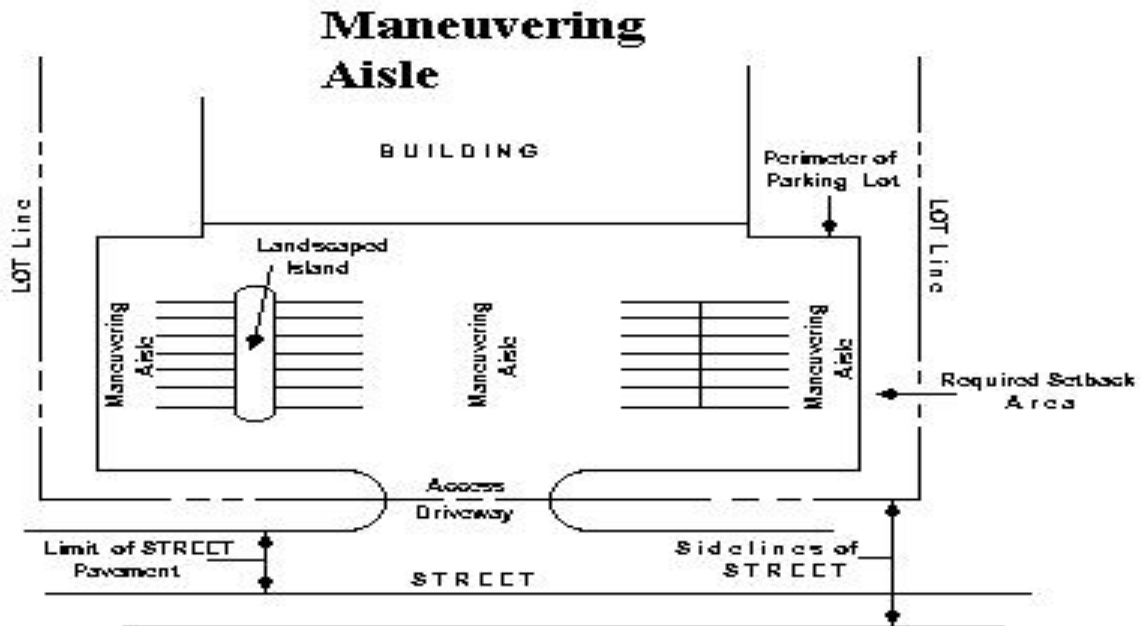 Maneuvering
Aisle
BUILDING
Perimeter of
Parking Lot
LOT Line
LOT Line
Landscaped
Island
Maneuvering
Aisle
Maneuvering
Aisle
Maneuvering
Aisle
Required Setback
Area
Access
Driveway
Limit of STREET
Pavement
Sidelines of
STREET
STREET